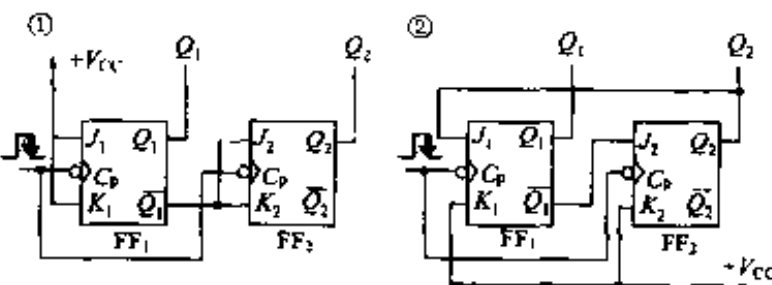 ①
+V_CC
Q₁
Q₂
J₁ Q₁
C_P
K₁ Q̅₁
FF₁
J₂ Q₂
C_P
K₂ Q̅₂
FF₂
②
Q₁
Q₂
J₁ Q₁
C_P
K₁ Q̅₁
FF₁
J₂ Q₂
C_P
K₂ Q̅₂
FF₂
+V_CC